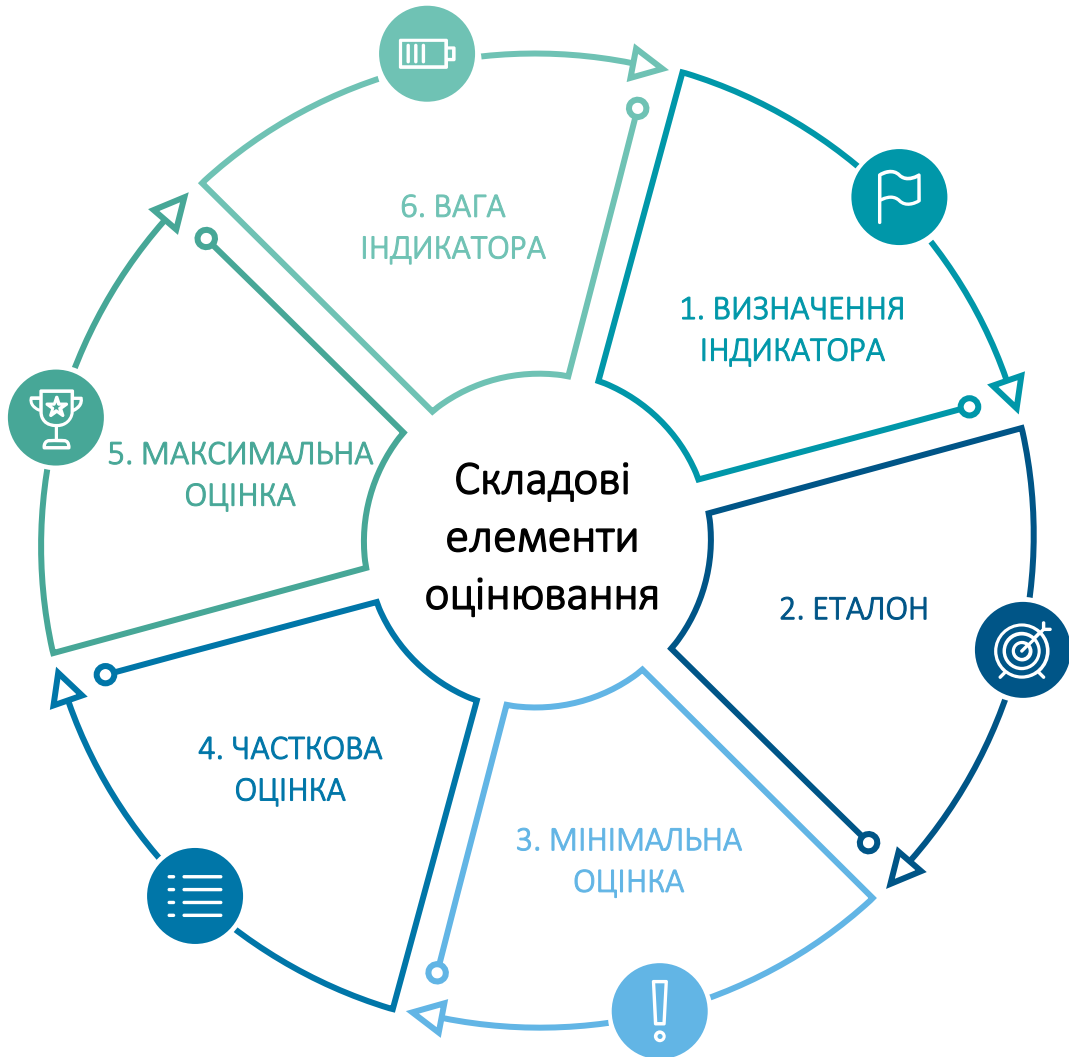 Складові
елементи
оцінювання
1. ВИЗНАЧЕННЯ
ІНДИКАТОРА
2. ЕТАЛОН
3. МІНІМАЛЬНА
ОЦІНКА
4. ЧАСТКОВА
ОЦІНКА
5. МАКСИМАЛЬНА
ОЦІНКА
6. ВАГА
ІНДИКАТОРА